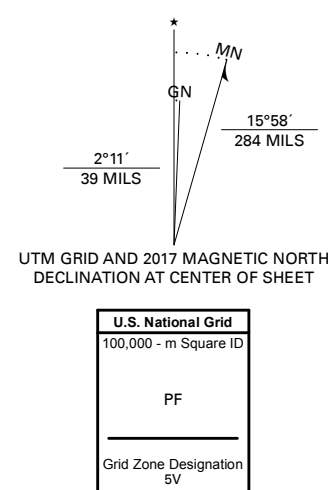 ★
MN
GN
15°58´
284 MILS
2°11´
39 MILS
UTM GRID AND 2017 MAGNETIC NORTH
DECLINATION AT CENTER OF SHEET
U.S. National Grid
100,000 - m Square ID
PF
Grid Zone Designation
5V